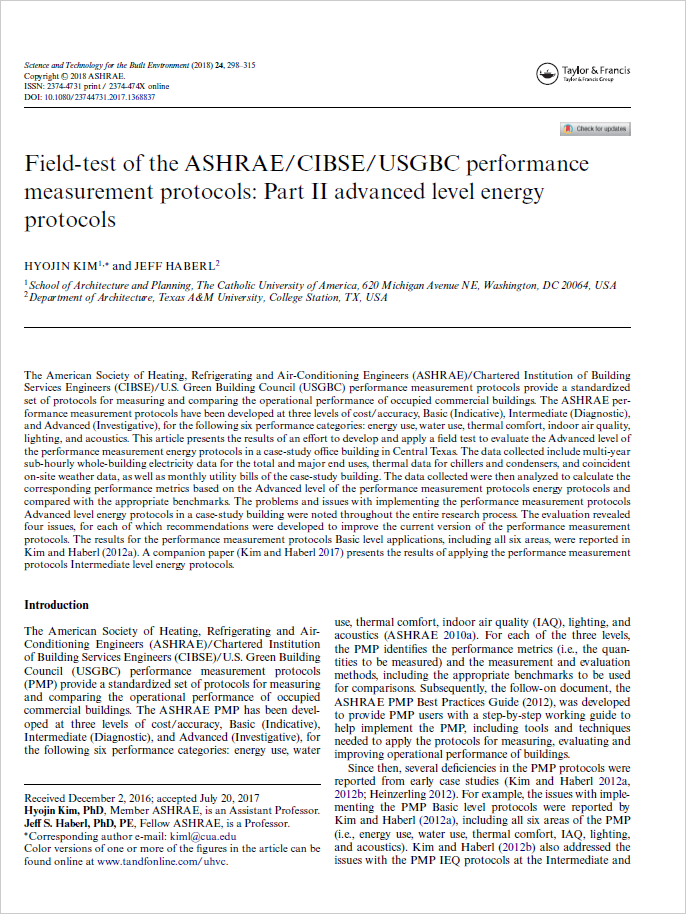 Science and Technology for the Built Environment (2018) 24, 298–315
Copyright © 2018 ASHRAE.
ISSN: 2374-4731 print / 2374-474X online
DOI: 10.1080/23744731.2017.1368837
Taylor & Francis
Taylor & Francis Group
Check for updates
Field-test of the ASHRAE/CIBSE/USGBC performance
measurement protocols: Part II advanced level energy
protocols
HYOJIN KIM1,* and JEFF HABERL2
1School of Architecture and Planning, The Catholic University of America, 620 Michigan Avenue NE, Washington, DC 20064, USA
2Department of Architecture, Texas A&M University, College Station, TX, USA
The American Society of Heating, Refrigerating and Air-Conditioning Engineers (ASHRAE)/Chartered Institution of Building
Services Engineers (CIBSE)/U.S. Green Building Council (USGBC) performance measurement protocols provide a standardized
set of protocols for measuring and comparing the operational performance of occupied commercial buildings. The ASHRAE per-
formance measurement protocols have been developed at three levels of cost/accuracy, Basic (Indicative), Intermediate (Diagnostic),
and Advanced (Investigative), for the following six performance categories: energy use, water use, thermal comfort, indoor air quality,
lighting, and acoustics. This article presents the results of an effort to develop and apply a field test to evaluate the Advanced level of
the performance measurement energy protocols in a case-study office building in Central Texas. The data collected include multi-year
sub-hourly whole-building electricity data for the total and major end uses, thermal data for chillers and condensers, and coincident
on-site weather data, as well as monthly utility bills of the case-study building. The data collected were then analyzed to calculate the
corresponding performance metrics based on the Advanced level of the performance measurement protocols energy protocols and
compared with the appropriate benchmarks. The problems and issues with implementing the performance measurement protocols
Advanced level energy protocols in a case-study building were noted throughout the entire research process. The evaluation revealed
four issues, for each of which recommendations were developed to improve the current version of the performance measurement
protocols. The results for the performance measurement protocols Basic level applications, including all six areas, were reported in
Kim and Haberl (2012a). A companion paper (Kim and Haberl 2017) presents the results of applying the performance measurement
protocols Intermediate level energy protocols.
Introduction
The American Society of Heating, Refrigerating and Air-
Conditioning Engineers (ASHRAE)/Chartered Institution
of Building Services Engineers (CIBSE)/U.S. Green Building
Council (USGBC) performance measurement protocols
(PMP) provide a standardized set of protocols for measuring
and comparing the operational performance of occupied
commercial buildings. The ASHRAE PMP has been devel-
oped at three levels of cost/accuracy, Basic (Indicative),
Intermediate (Diagnostic), and Advanced (Investigative), for
the following six performance categories: energy use, water
Received December 2, 2016; accepted July 20, 2017
Hyojin Kim, PhD, Member ASHRAE, is an Assistant Professor.
Jeff S. Haberl, PhD, PE, Fellow ASHRAE, is a Professor.
*Corresponding author e-mail: kiml@cua.edu
Color versions of one or more of the figures in the article can be
found online at www.tandfonline.com/uhvc.
use, thermal comfort, indoor air quality (IAQ), lighting, and
acoustics (ASHRAE 2010a). For each of the three levels,
the PMP identifies the performance metrics (i.e., the quan-
tities to be measured) and the measurement and evaluation
methods, including the appropriate benchmarks to be used
for comparisons. Subsequently, the follow-on document, the
ASHRAE PMP Best Practices Guide (2012), was developed
to provide PMP users with a step-by-step working guide to
help implement the PMP, including tools and techniques
needed to apply the protocols for measuring, evaluating and
improving operational performance of buildings.
Since then, several deficiencies in the PMP protocols were
reported from early case studies (Kim and Haberl 2012a,
2012b; Heinzerling 2012). For example, the issues with imple-
menting the PMP Basic level protocols were reported by
Kim and Haberl (2012a), including all six areas of the PMP
(i.e., energy use, water use, thermal comfort, IAQ, lighting,
and acoustics). Kim and Haberl (2012b) also addressed the
issues with the PMP IEQ protocols at the Intermediate and